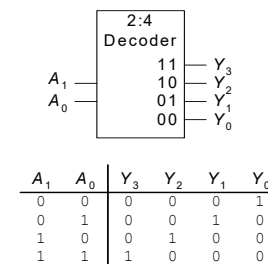 2:4
Decoder
11 Y3
A1 10 Y2
A0 01 Y1
00 Y0
A1 A0 Y3 Y2 Y1 Y0
0 0 0 0 0 1
0 1 0 0 1 0
1 0 0 1 0 0
1 1 1 0 0 0